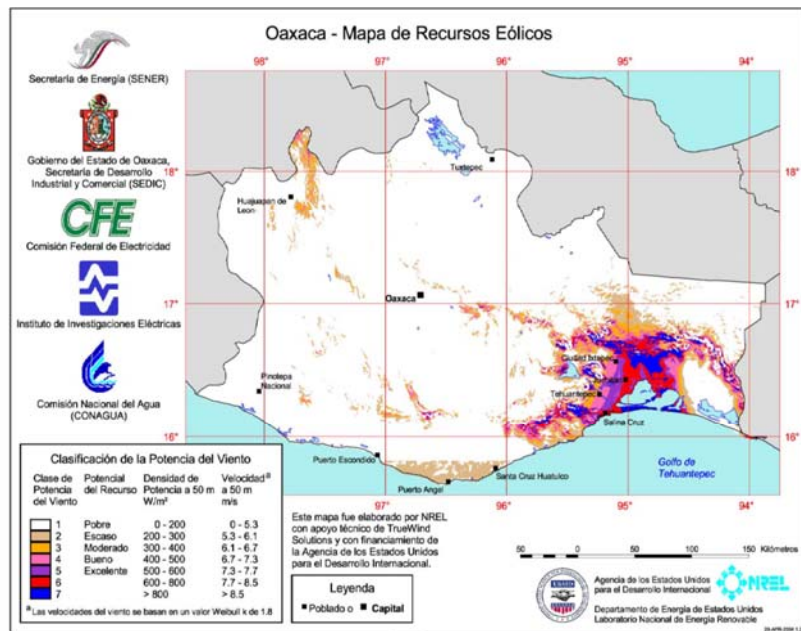 Oaxaca - Mapa de Recursos Eólicos
Secretaría de Energía (SENER)
Gobierno del Estado de Oaxaca,
Secretaría de Desarrollo
Industrial y Comercial (SEDIC)
CFE
Comisión Federal de Electricidad
Instituto de Investigaciones Eléctricas
Comisión Nacional del Agua
(CONAGUA)
98° 97° 96° 95° 94°
18° 18°
17° 17°
16° 16°
Tuxtepec
Huajuapan de
Leon
Oaxaca
Ciudad Ixtepec
Pinotepa
Nacional
Tehuantepec
Salina Cruz
Puerto Escondido
Santa Cruz Huatulco
Puerto Angel
Golfo de
Tehuantepec
Clasificación de la Potencia del Viento
Clase de Potencia del Viento
Potencial del Recurso
Densidad de Potencia a 50 m W/m²
Velocidad a a 50 m m/s
1 Pobre 0 - 200 0 - 5.3
2 Escaso 200 - 300 5.3 - 6.1
3 Moderado 300 - 400 6.1 - 6.7
4 Bueno 400 - 500 6.7 - 7.3
5 Excelente 500 - 600 7.3 - 7.7
6 600 - 800 7.7 - 8.5
7 > 800 > 8.5
a Las velocidades del viento se basan en un valor Weibull k de 1.8
Este mapa fue elaborado por NREL
con apoyo técnico de TrueWind
Solutions y con financiamiento de
la Agencia de los Estados Unidos
para el Desarrollo Internacional.
Leyenda
Poblado o Capital
50 0 50 100 150 Kilómetros
Agencia de los Estados Unidos
para el Desarrollo Internacional
NREL
Departamento de Energía de Estados Unidos
Laboratorio Nacional de Energía Renovable